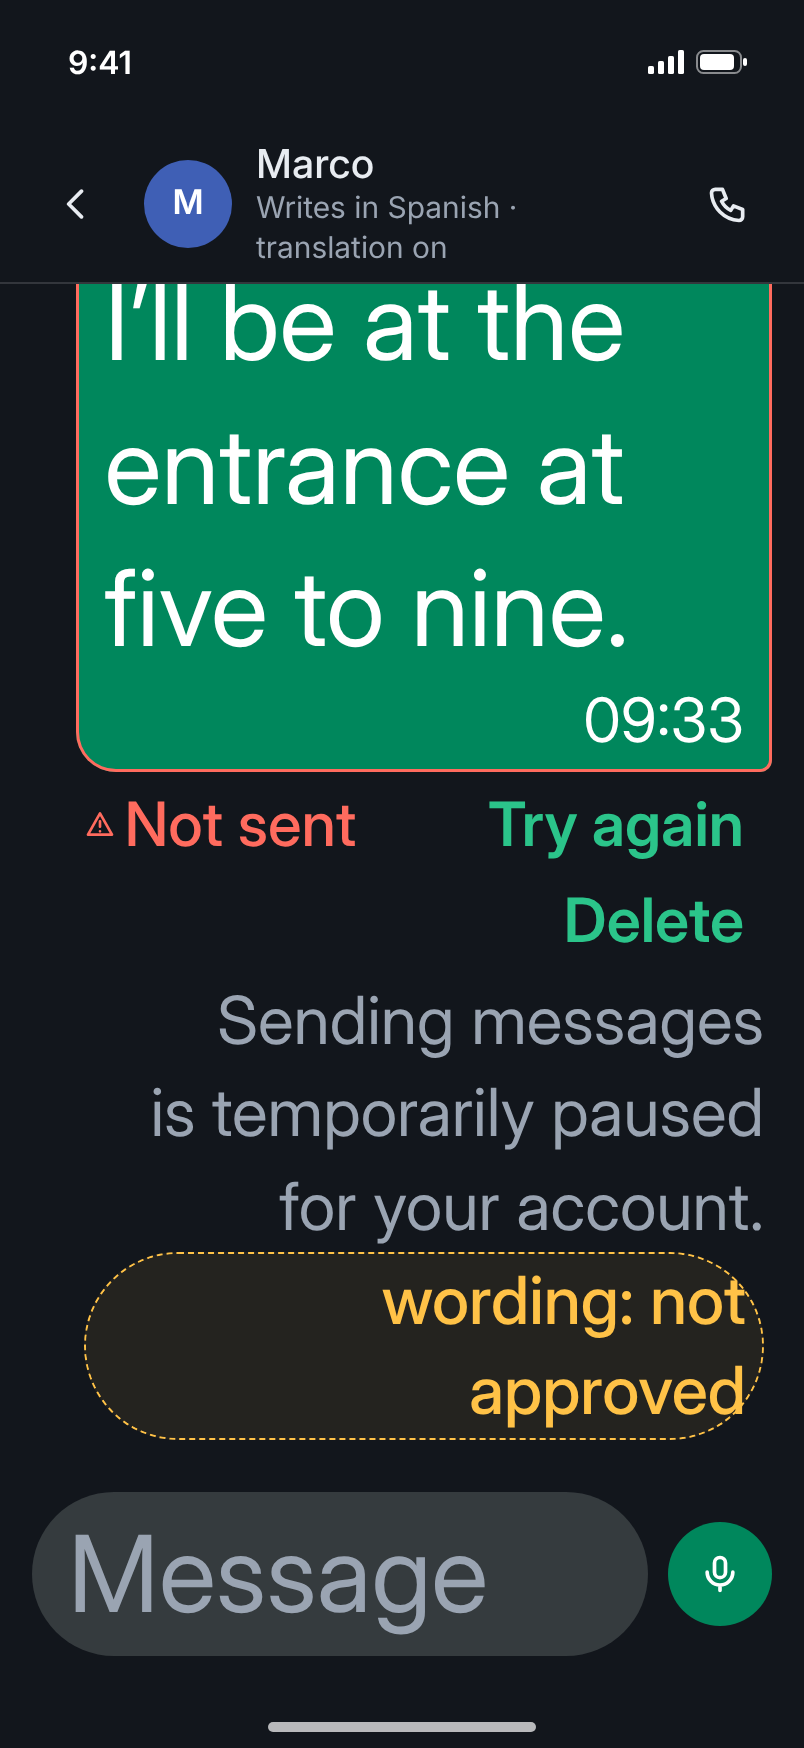 9:41
M
Marco
Writes in Spanish ·
translation on
I’ll be at the
entrance at
five to nine.
09:33
Not sent
Try again
Delete
Sending messages
is temporarily paused
for your account.
wording: not
approved
Message